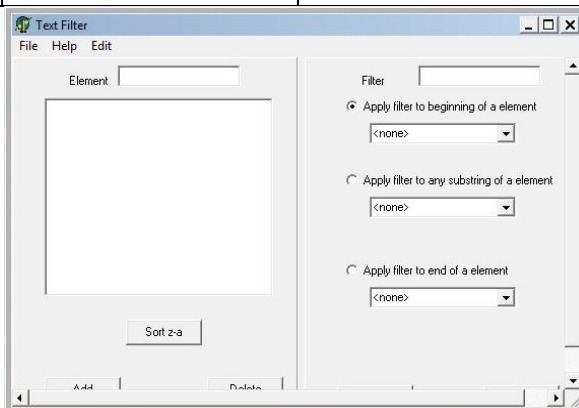 Text Filter
File Help Edit
Element
Filter
Apply filter to beginning of a element
<none>
Apply filter to any substring of a element
<none>
Apply filter to end of a element
<none>
Sort z-a
Add Delete